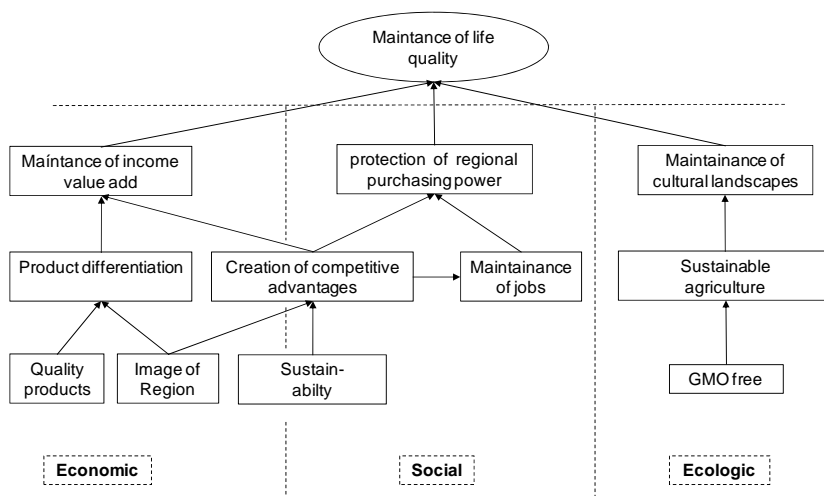 Maintance of life
quality
Maíntance of income
value add
protection of regional
purchasing power
Maintainance of
cultural landscapes
Product differentiation
Creation of competitive
advantages
Maintainance
of jobs
Sustainable
agriculture
Quality
products
Image of
Region
Sustain-
abilty
GMO free
Economic
Social
Ecologic